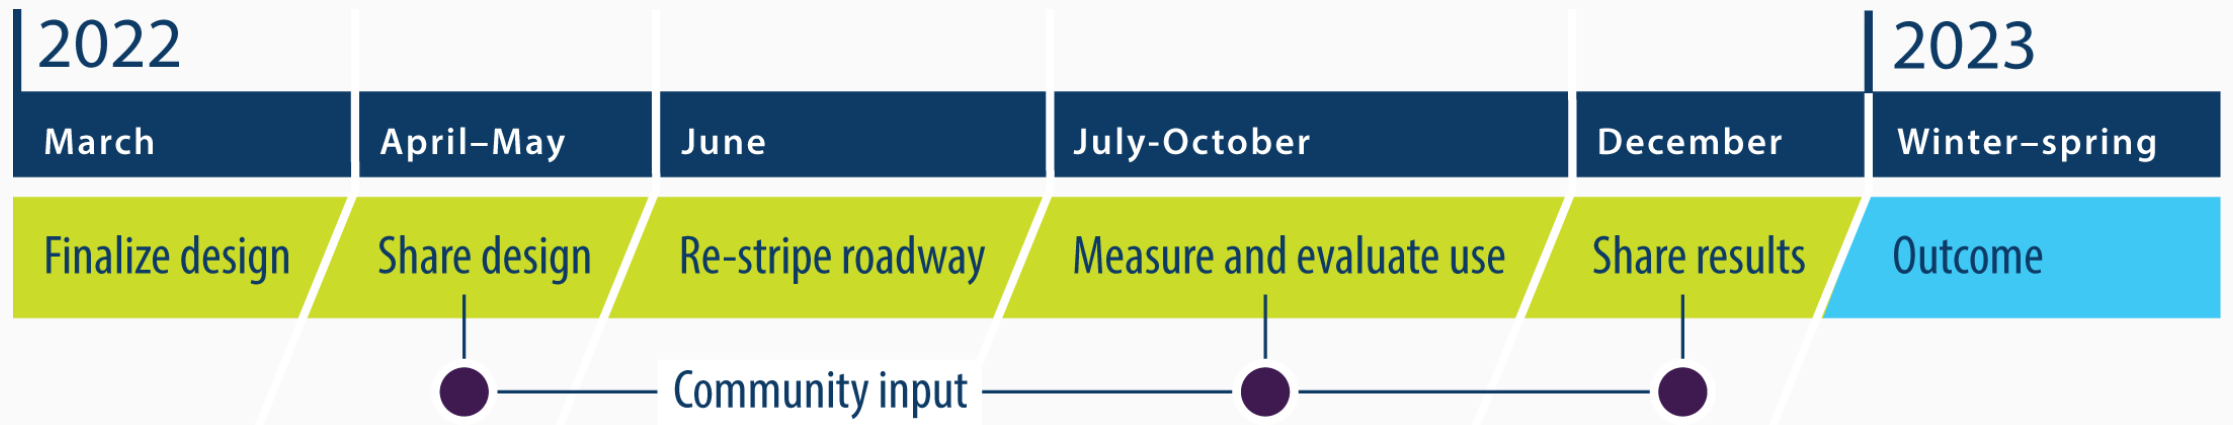 2022
2023
March
April–May
June
July-October
December
Winter–spring
Finalize design
Share design
Re-stripe roadway
Measure and evaluate use
Share results
Outcome
Community input